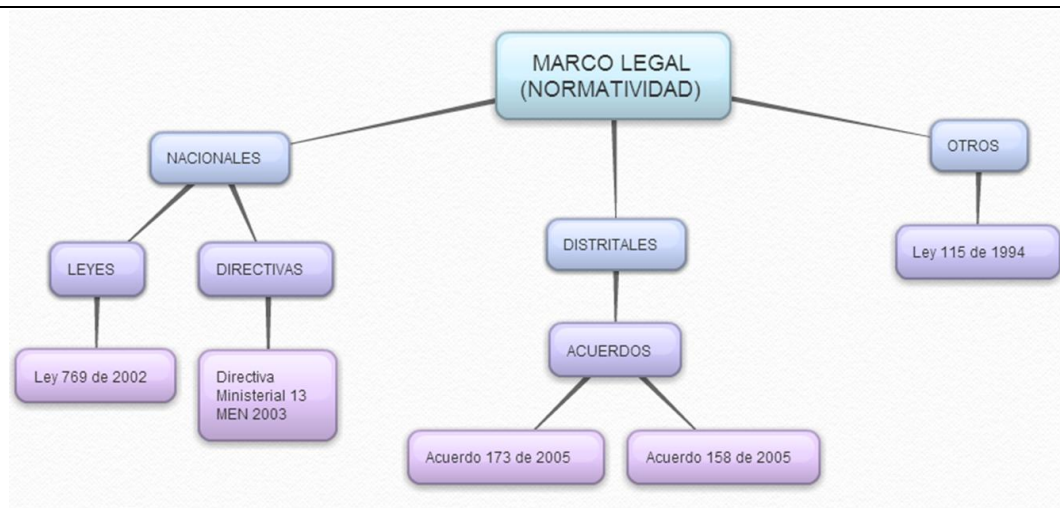 MARCO LEGAL
(NORMATIVIDAD)
NACIONALES
OTROS
DISTRITALES
LEYES
DIRECTIVAS
Ley 115 de 1994
ACUERDOS
Ley 769 de 2002
Directiva
Ministerial 13
MEN 2003
Acuerdo 173 de 2005
Acuerdo 158 de 2005